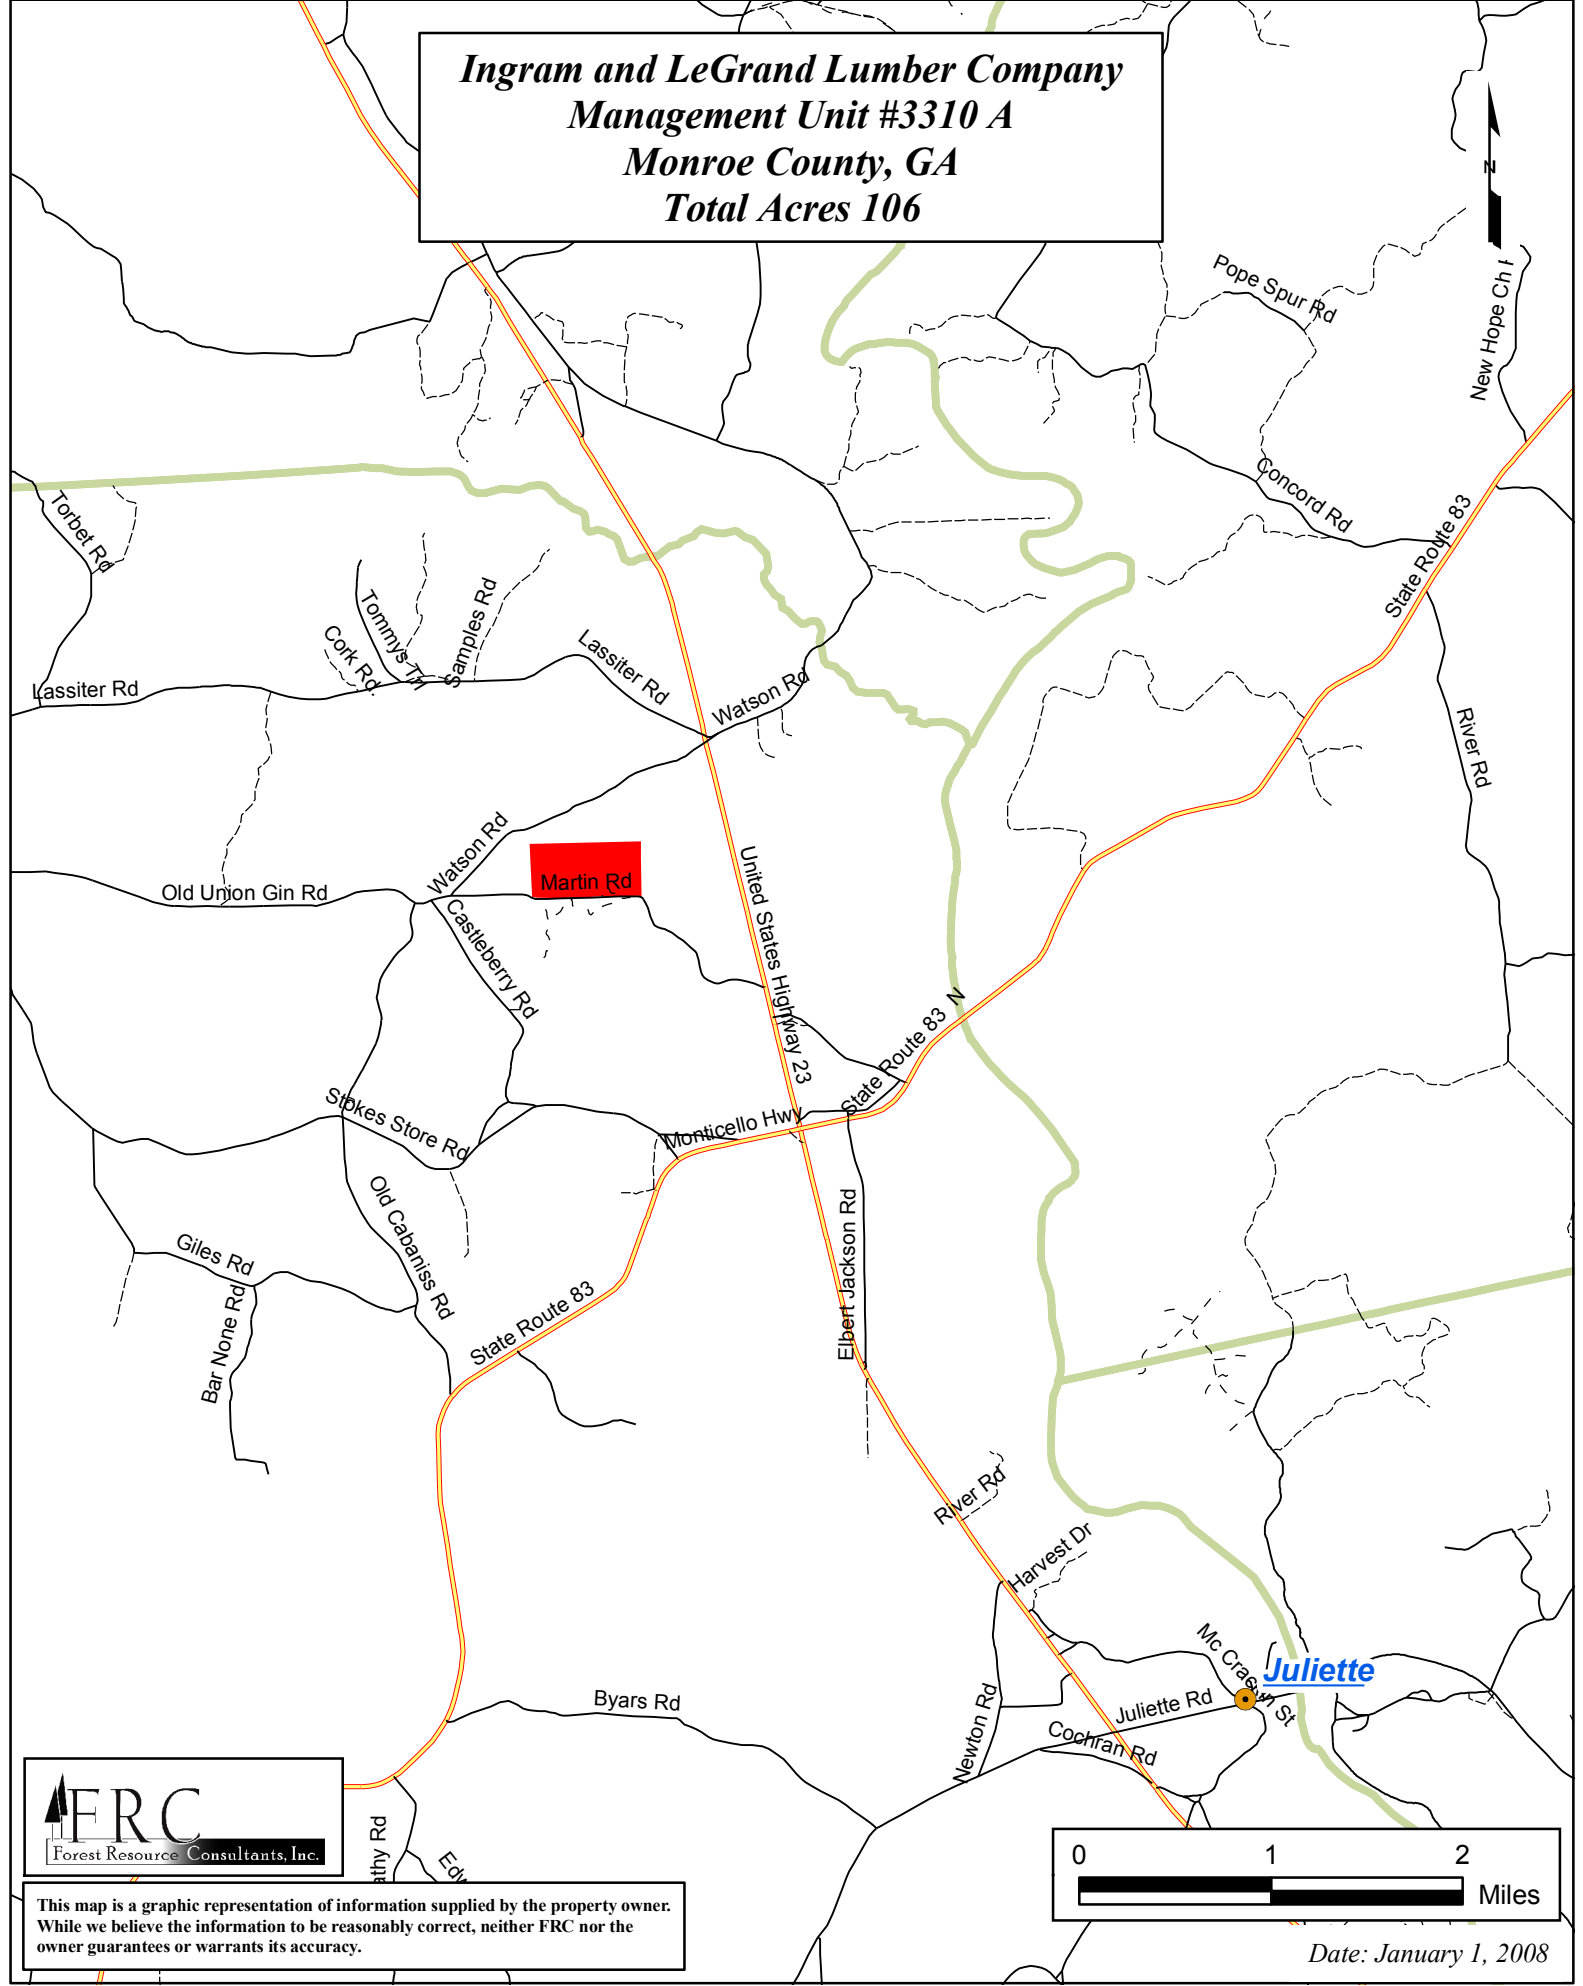 Ingram and LeGrand Lumber Company
Management Unit #3310 A
Monroe County, GA
Total Acres 106
N
Pope Spur Rd
New Hope Ch
Concord Rd
State Route 83
Torbet Rd
Tommys Trl
Cork Rd.
Samples Rd
Lassiter Rd
Lassiter Rd
Watson Rd
River Rd
Watson Rd
Martin Rd
Old Union Gin Rd
Castleberry Rd
United States Highway 23
State Route 83 N
Stokes Store Rd
Monticello Hwy
Old Cabaniss Rd
Elbert Jackson Rd
Giles Rd
Bar None Rd
State Route 83
River Rd
Harvest Dr
Mc Crackin St
Juliette
Juliette Rd
Newton Rd
Cochran Rd
Byars Rd
athy Rd
Edw
FRC
Forest Resource Consultants, Inc.
This map is a graphic representation of information supplied by the property owner.
While we believe the information to be reasonably correct, neither FRC nor the
owner guarantees or warrants its accuracy.
0 1 2
Miles
Date: January 1, 2008